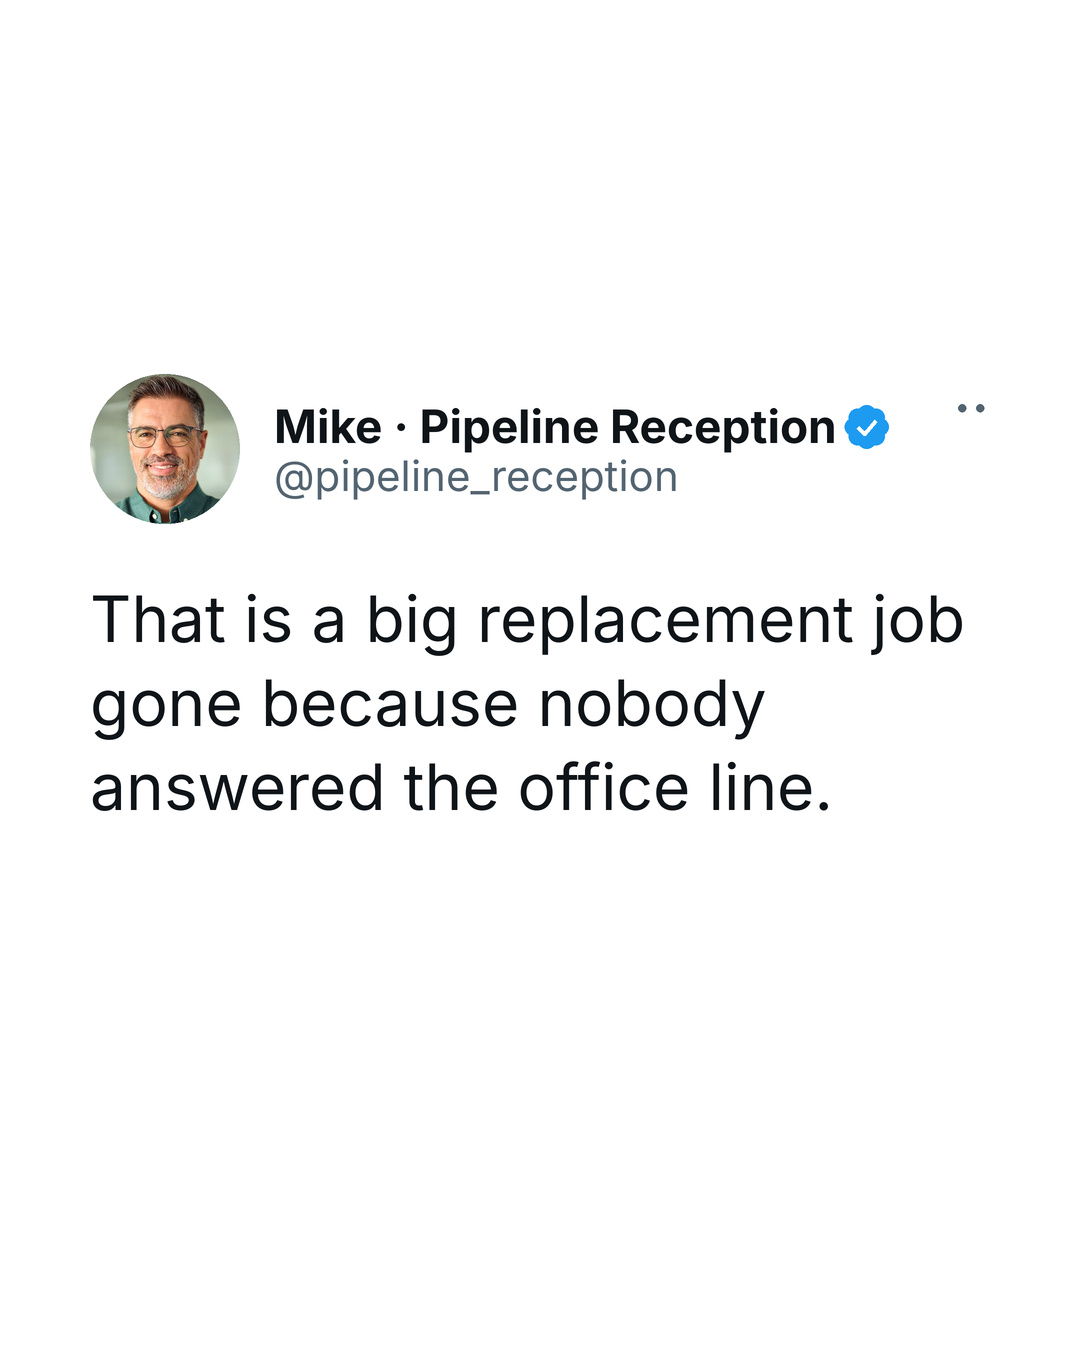 Mike · Pipeline Reception
@pipeline_reception
That is a big replacement job
gone because nobody
answered the office line.